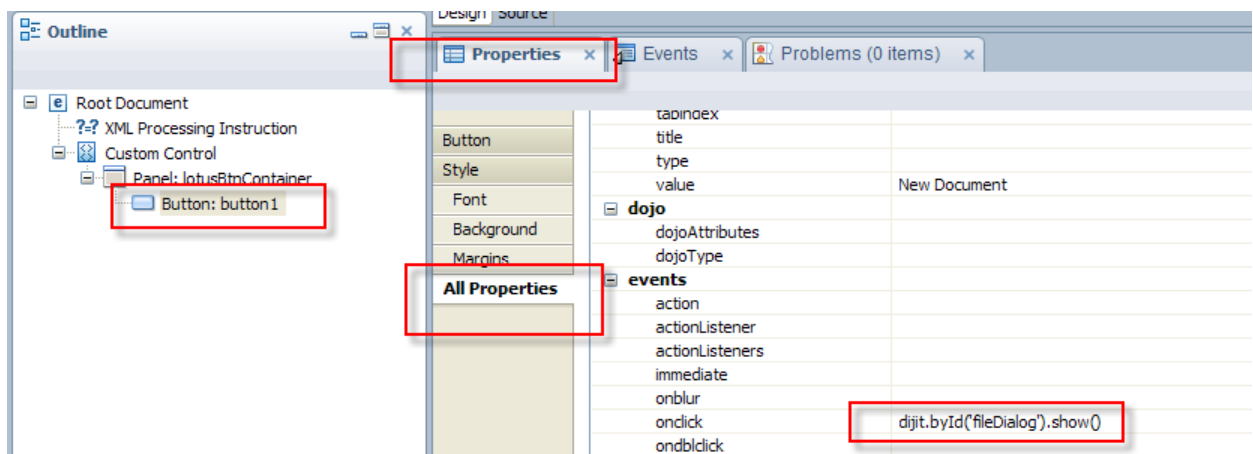 Design Source
Outline
Properties
Events
Problems (0 items)
Root Document
?=? XML Processing Instruction
Custom Control
Panel: lotusBtnContainer
Button: button1
Button
Style
Font
Background
Margins
All Properties
tabindex
title
type
value New Document
dojo
dojoAttributes
dojoType
events
action
actionListener
actionListeners
immediate
onblur
onclick dijit.byId('fileDialog').show()
ondblclick